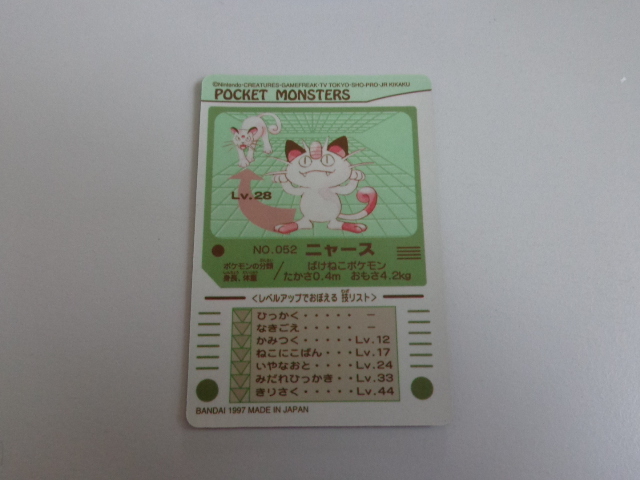 ©Nintendo·CREATURES·GAMEFREAK·TV TOKYO·SHO-PRO·JR KIKAKU
POCKET MONSTERS
Lv.28
NO.052 ニャース
ポケモンの分類 ばけねこポケモン
身長、体重 たかさ0.4m おもさ4.2kg
<レベルアップでおぼえる 技リスト>
ひっかく・・・・・ー
なきごえ・・・・・ー
かみつく・・・・Lv.12
ねこにこばん・・・Lv.17
いやなおと・・・・Lv.24
みだれひっかき・・Lv.33
きりさく・・・・・Lv.44
BANDAI 1997 MADE IN JAPAN